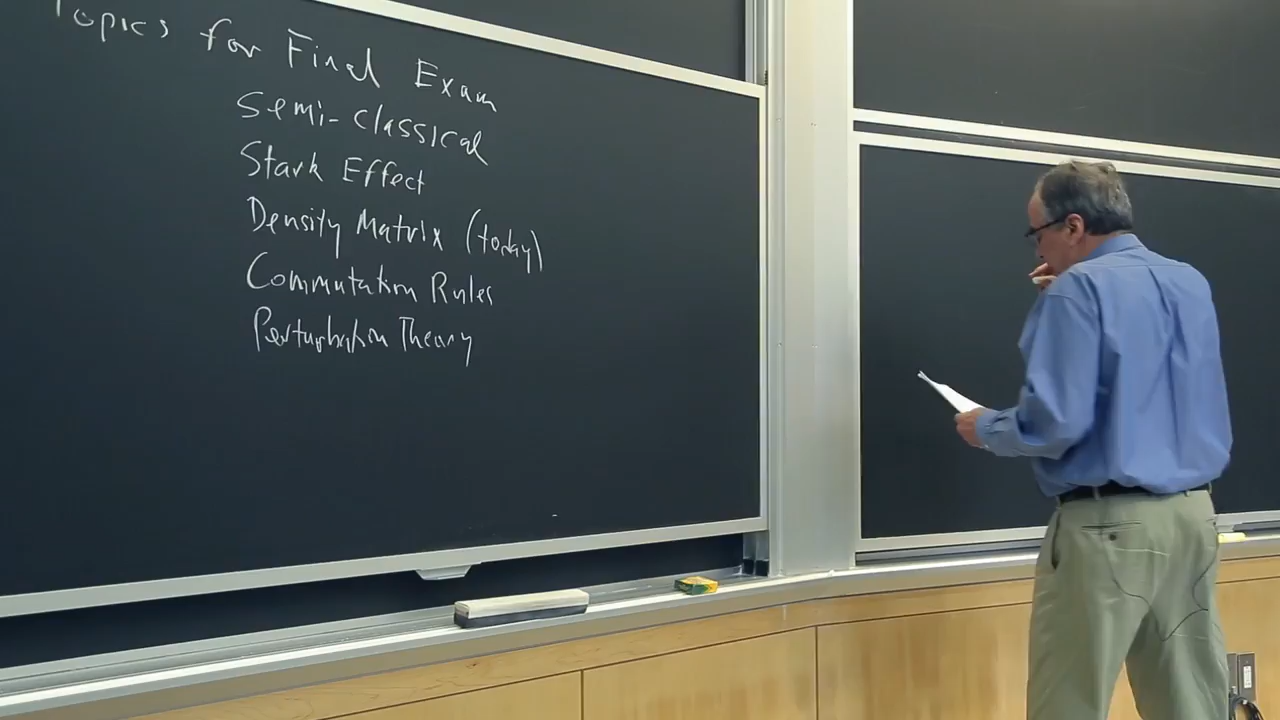 Topics for Final Exam
Semi-Classical
Stark Effect
Density Matrix (today)
Commutation Rules
Perturbation Theory